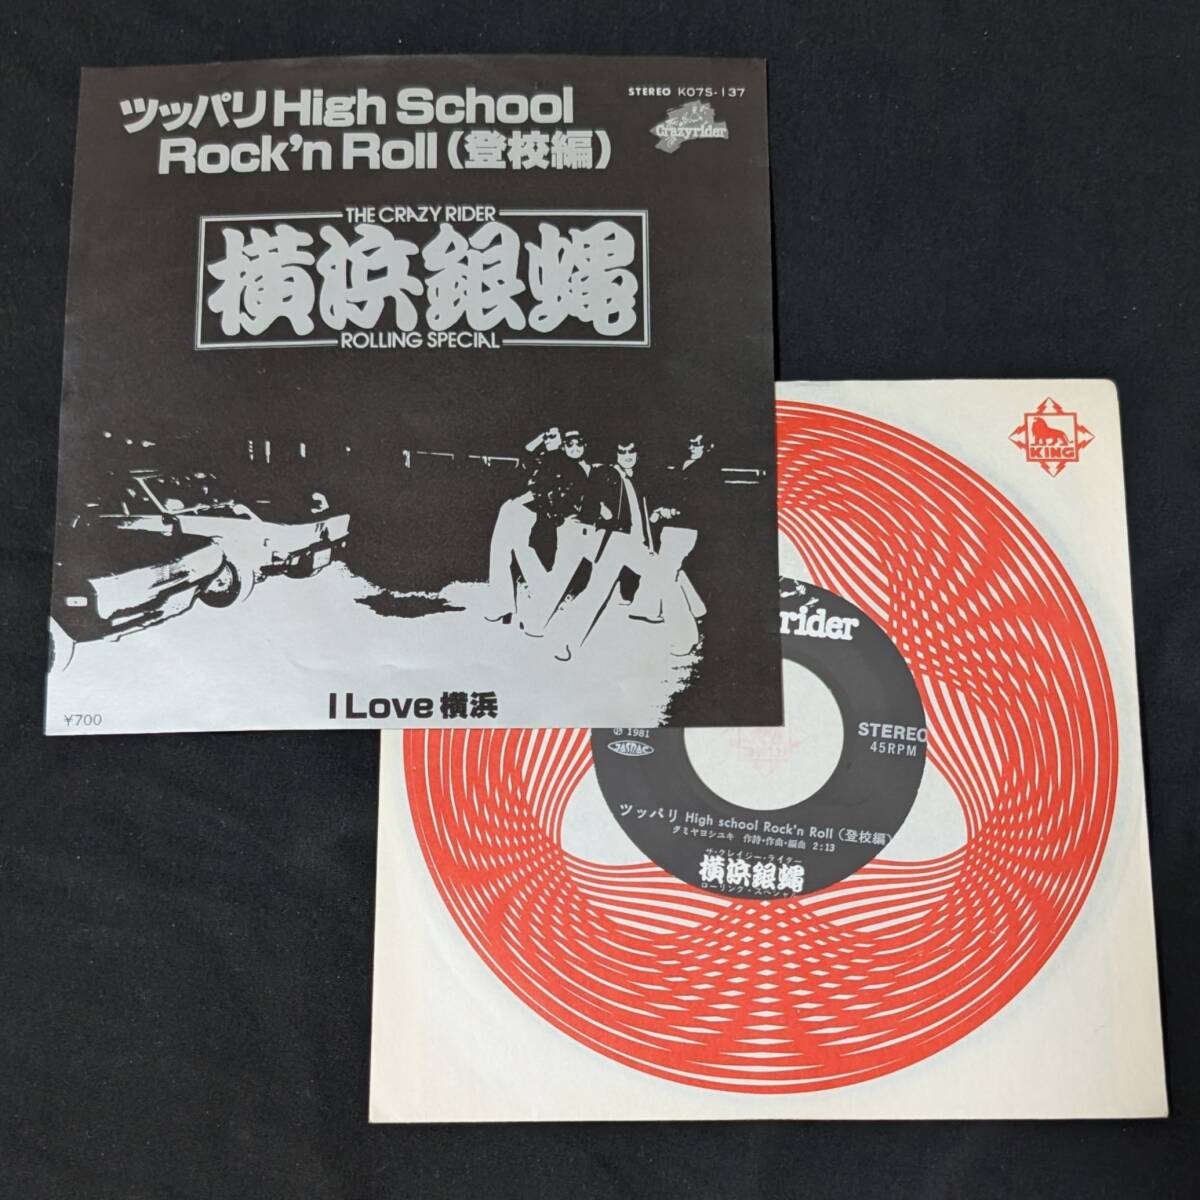 ツッパリ High School
Rock'n Roll (登校編)
STEREO K07S-137
Crazyrider
THE CRAZY RIDER
横浜銀蝿
ROLLING SPECIAL
I Love 横浜
¥700
KING
rider
℗ 1981
JASRAC
STEREO
45RPM
ツッパリ High school Rock'n Roll (登校編)
タミヤヨシユキ 作詩・作曲・編曲 2:13
ザ・クレイジー・ライダー
横浜銀蝿
ローリング・スペシャル